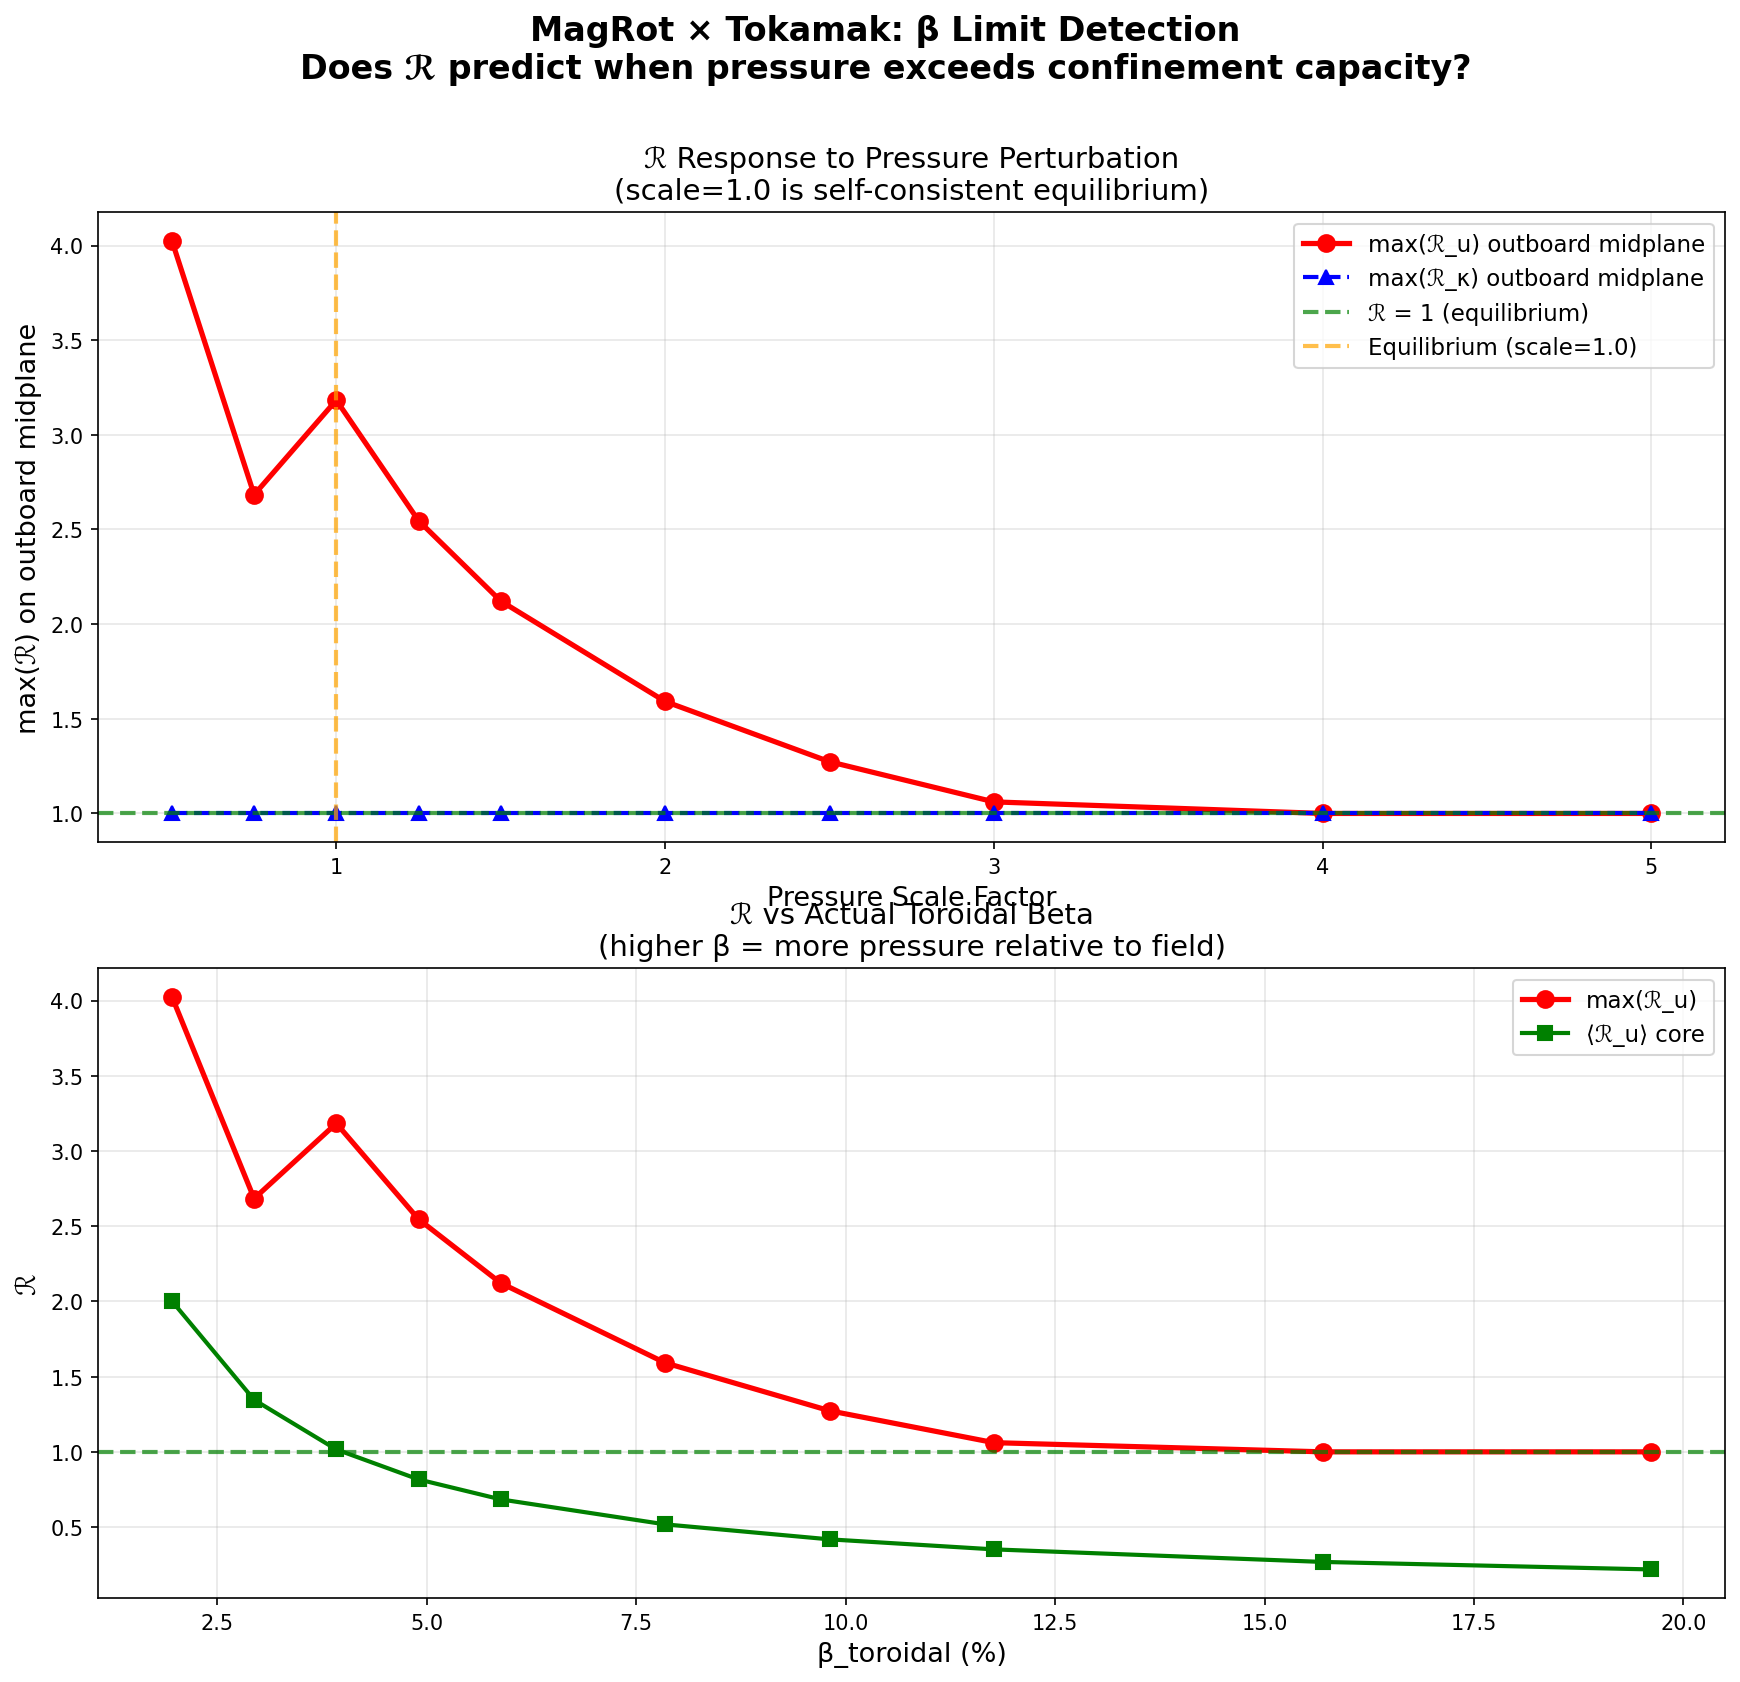 MagRot × Tokamak: β Limit Detection
Does ℛ predict when pressure exceeds confinement capacity?
ℛ Response to Pressure Perturbation
(scale=1.0 is self-consistent equilibrium)
max(ℛ) on outboard midplane
4.0
3.5
3.0
2.5
2.0
1.5
1.0
max(ℛ_u) outboard midplane
max(ℛ_κ) outboard midplane
ℛ = 1 (equilibrium)
Equilibrium (scale=1.0)
1 2 3 4 5
Pressure Scale Factor
ℛ vs Actual Toroidal Beta
(higher β = more pressure relative to field)
ℛ
4.0
3.5
3.0
2.5
2.0
1.5
1.0
0.5
max(ℛ_u)
⟨ℛ_u⟩ core
2.5 5.0 7.5 10.0 12.5 15.0 17.5 20.0
β_toroidal (%)